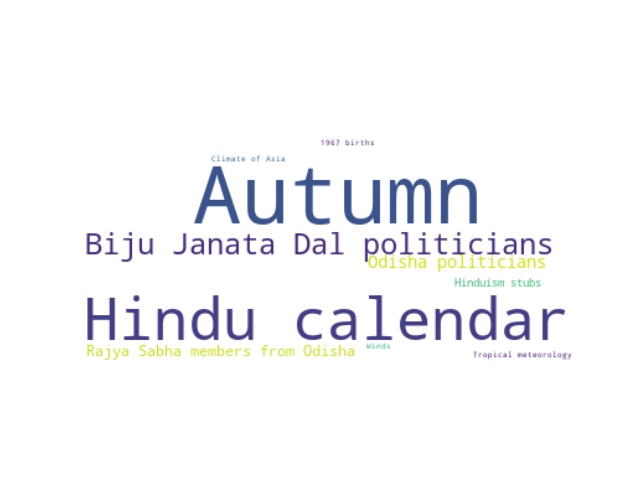 1967 births
Climate of Asia
Autumn
Biju Janata Dal politicians
Odisha politicians
Hinduism stubs
Hindu calendar
Winds
Rajya Sabha members from Odisha
Tropical meteorology